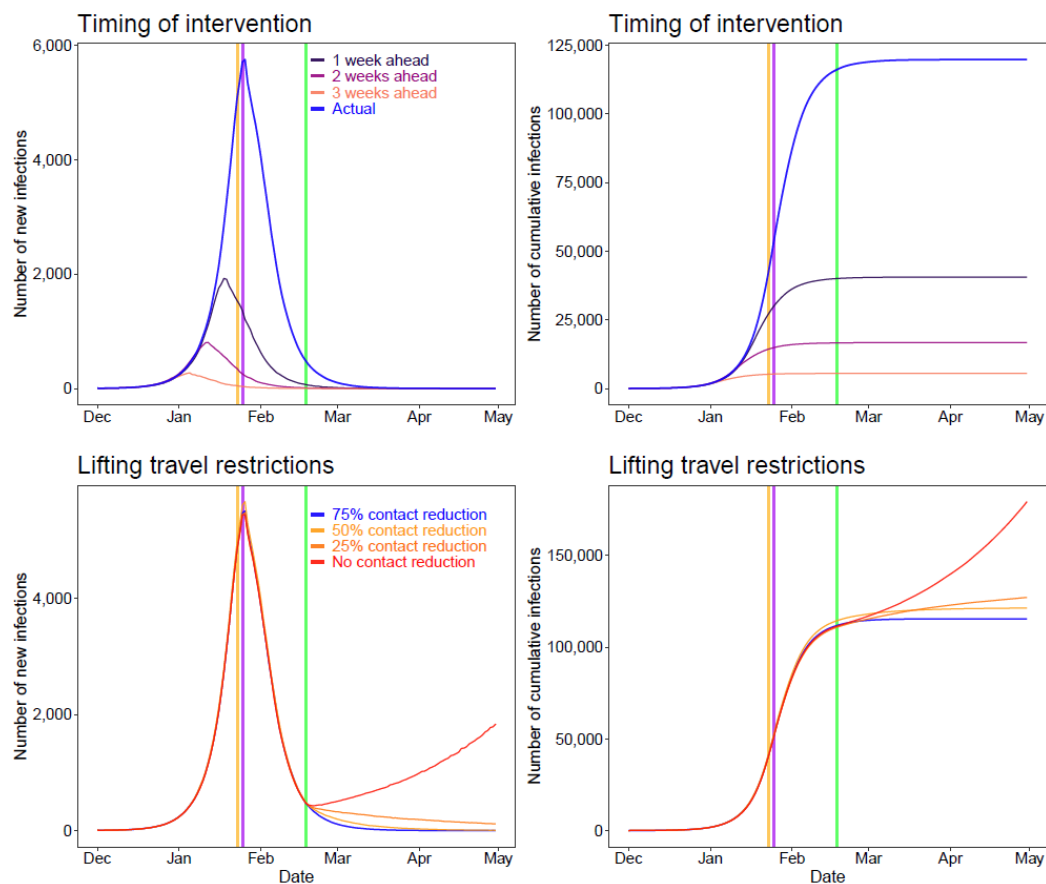 Timing of intervention
Number of new infections
6,000
4,000
2,000
0
1 week ahead
2 weeks ahead
3 weeks ahead
Actual
Dec Jan Feb Mar Apr May
Timing of intervention
Number of cumulative infections
125,000
100,000
75,000
50,000
25,000
0
Dec Jan Feb Mar Apr May
Lifting travel restrictions
Number of new infections
4,000
2,000
0
75% contact reduction
50% contact reduction
25% contact reduction
No contact reduction
Dec Jan Feb Mar Apr May
Date
Lifting travel restrictions
Number of cumulative infections
150,000
100,000
50,000
0
Dec Jan Feb Mar Apr May
Date